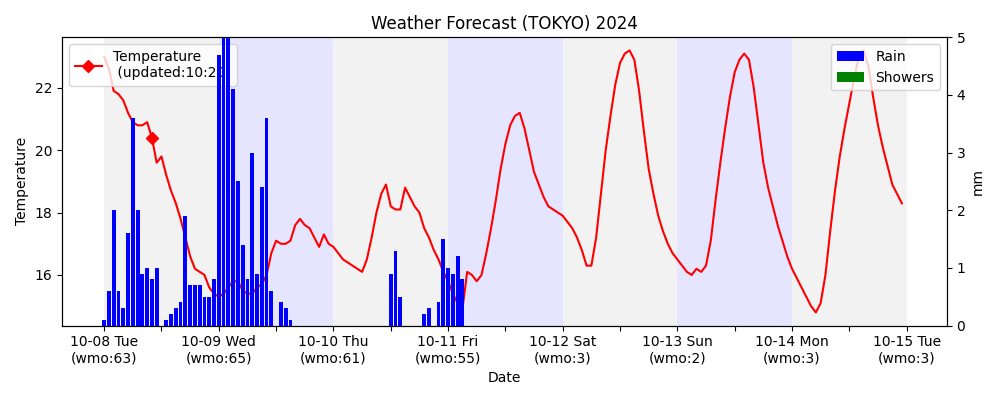 Weather Forecast (TOKYO) 2024
Temperature
(updated:10:2
Rain
Showers
22
20
18
16
Temperature
5
4
3
2
1
0
mm
10-08 Tue
(wmo:63)
10-09 Wed
(wmo:65)
10-10 Thu
(wmo:61)
10-11 Fri
(wmo:55)
10-12 Sat
(wmo:3)
10-13 Sun
(wmo:2)
10-14 Mon
(wmo:3)
10-15 Tue
(wmo:3)
Date